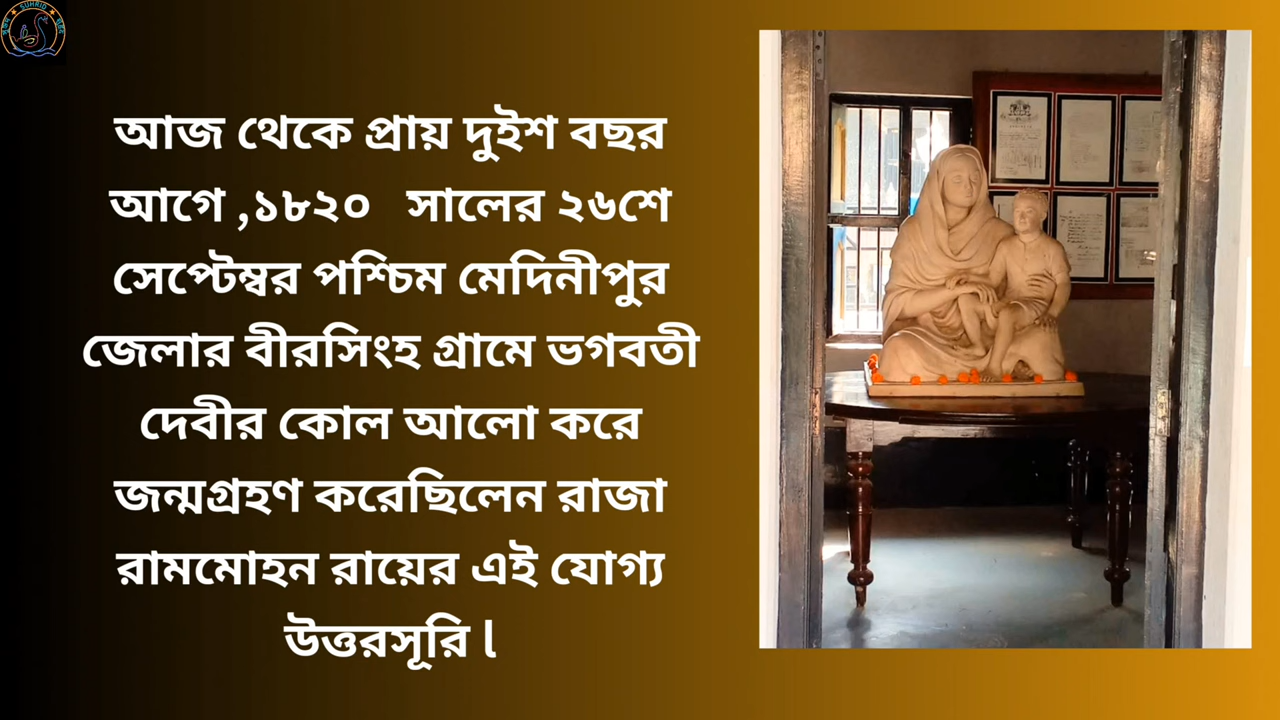 SUHRID
আজ থেকে প্রায় দুইশ বছর
আগে ,১৮২০ সালের ২৬শে
সেপ্টেম্বর পশ্চিম মেদিনীপুর
জেলার বীরসিংহ গ্রামে ভগবতী
দেবীর কোল আলো করে
জন্মগ্রহণ করেছিলেন রাজা
রামমোহন রায়ের এই যোগ্য
উত্তরসূরি l